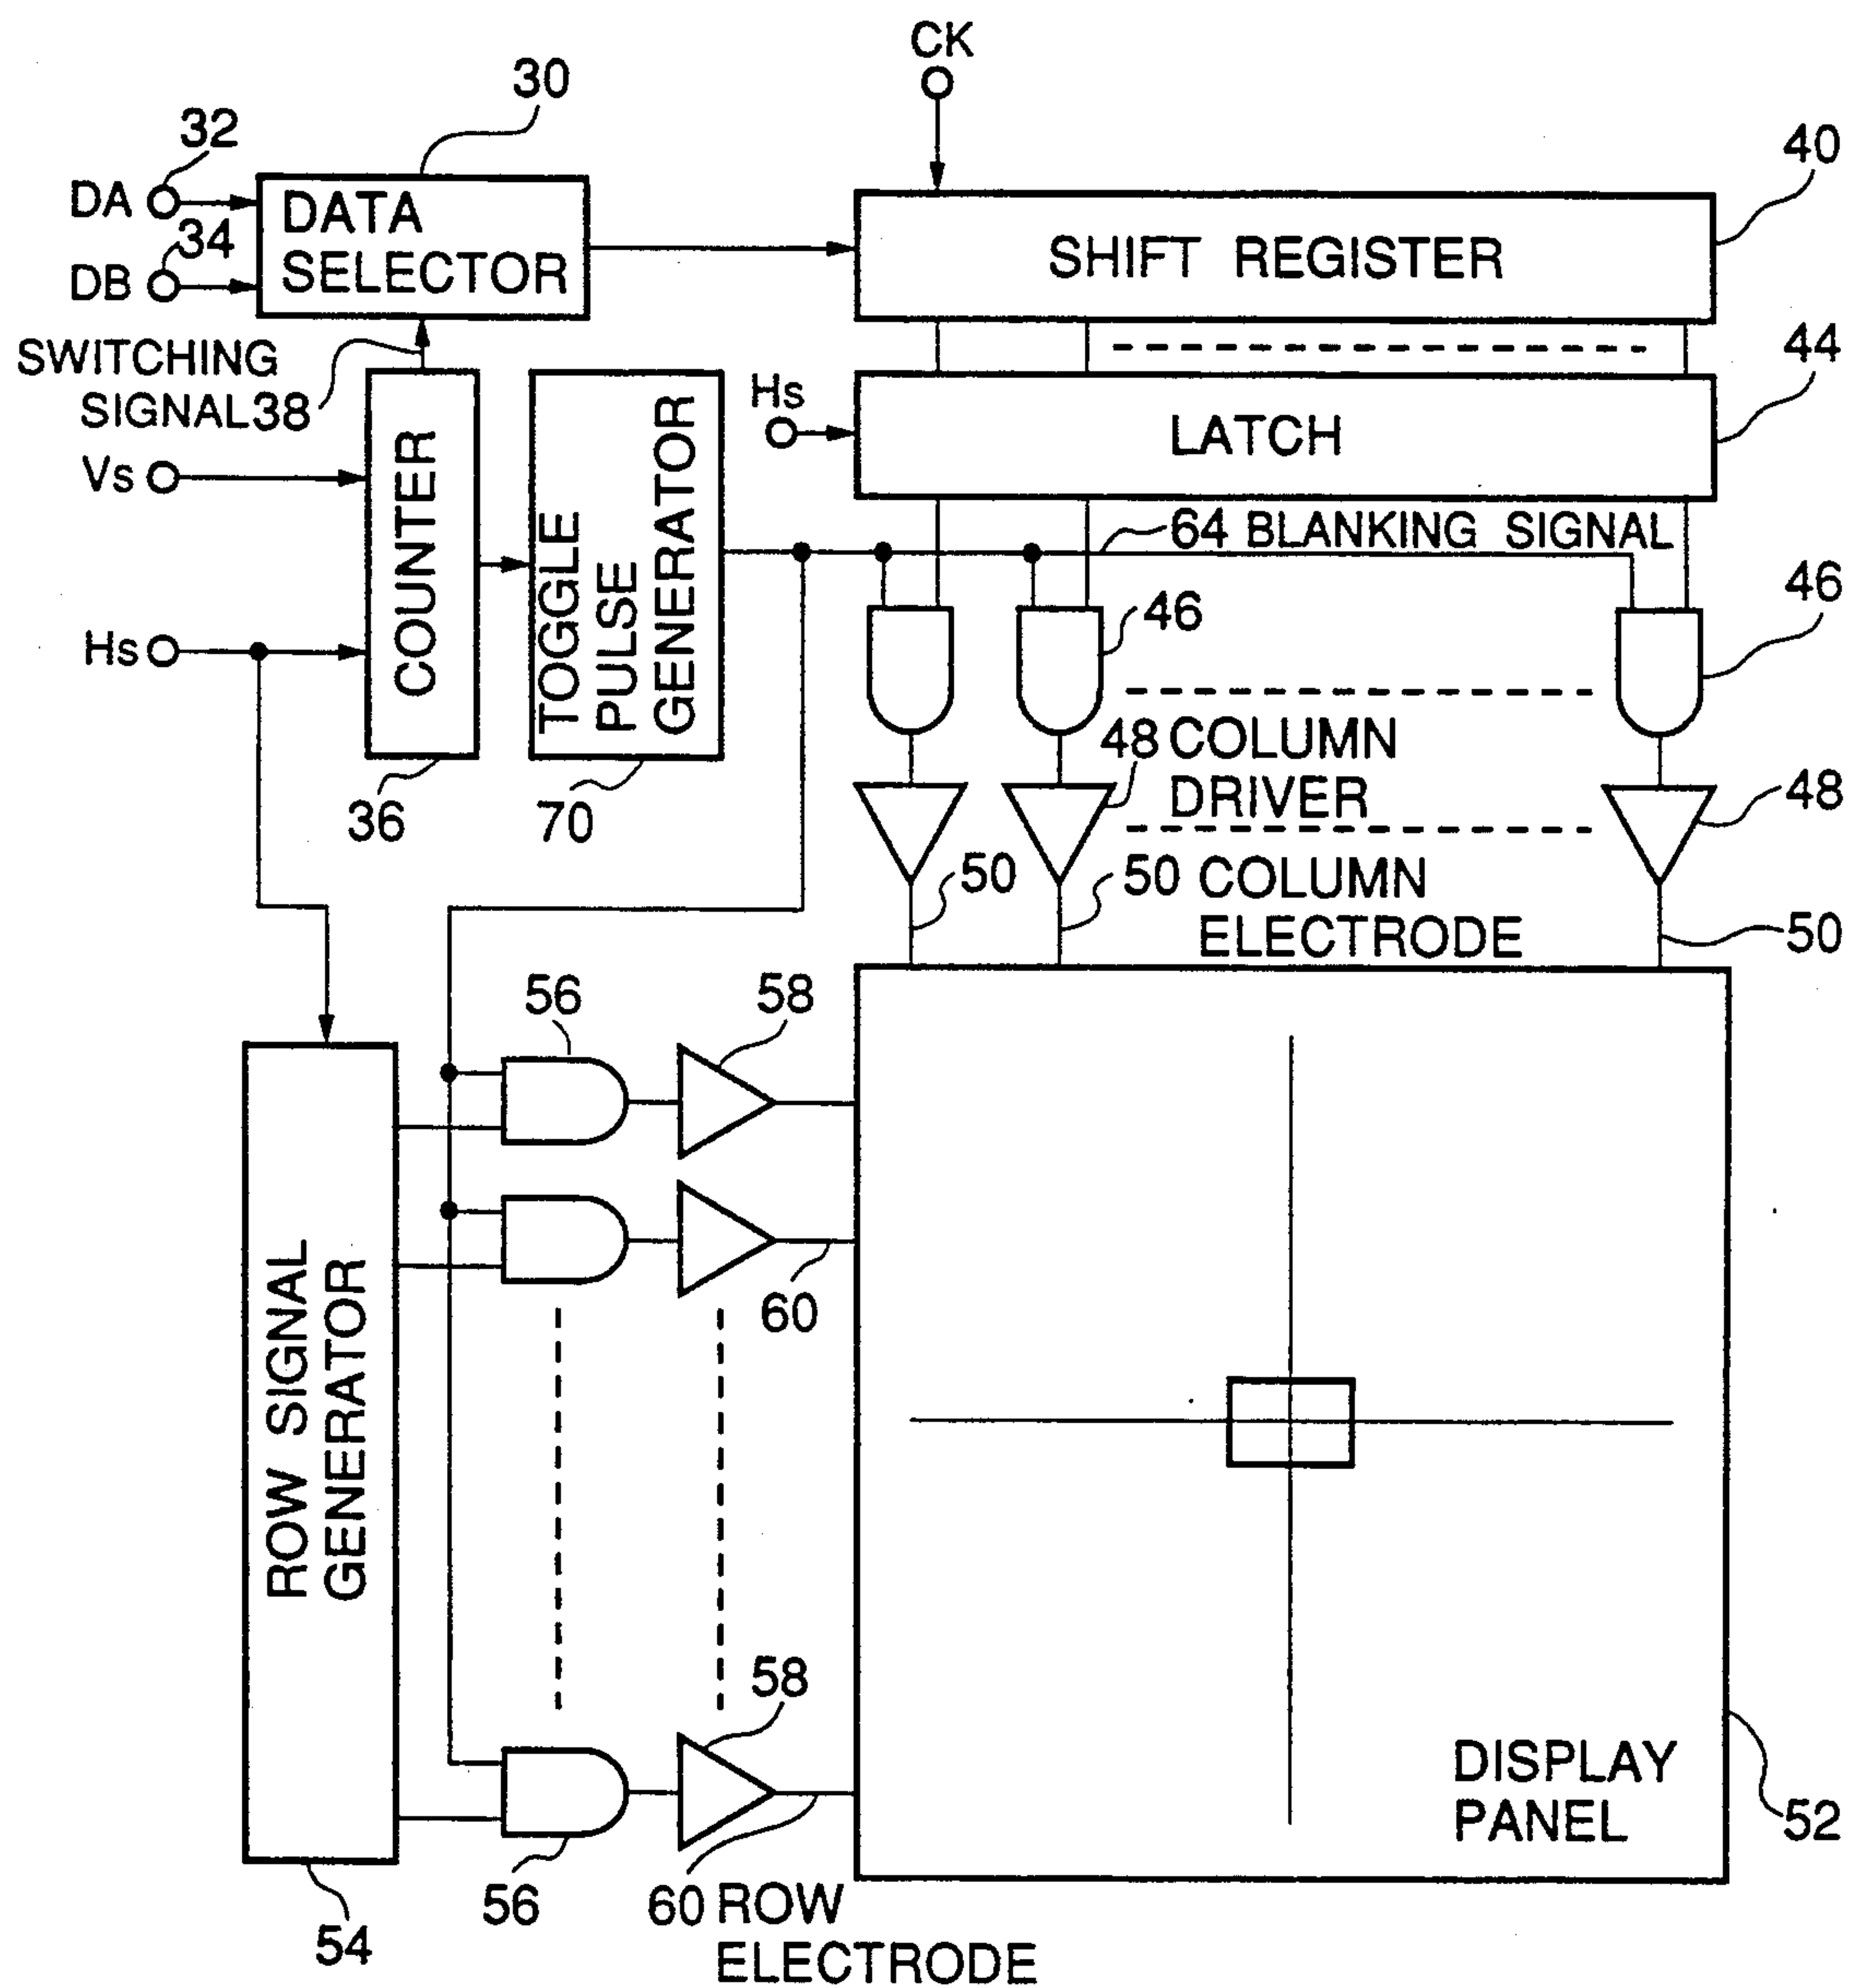 CK
30
32
40
DA
DATA
SELECTOR
34
DB
SHIFT REGISTER
SWITCHING
SIGNAL38
Hs
44
LATCH
Vs
COUNTER
TOGGLE
PULSE
GENERATOR
64 BLANKING SIGNAL
46
46
Hs
48 COLUMN
DRIVER
48
36
70
50
50 COLUMN
ELECTRODE
50
56
58
60
ROW SIGNAL
GENERATOR
58
DISPLAY
PANEL
52
56
60 ROW
ELECTRODE
54